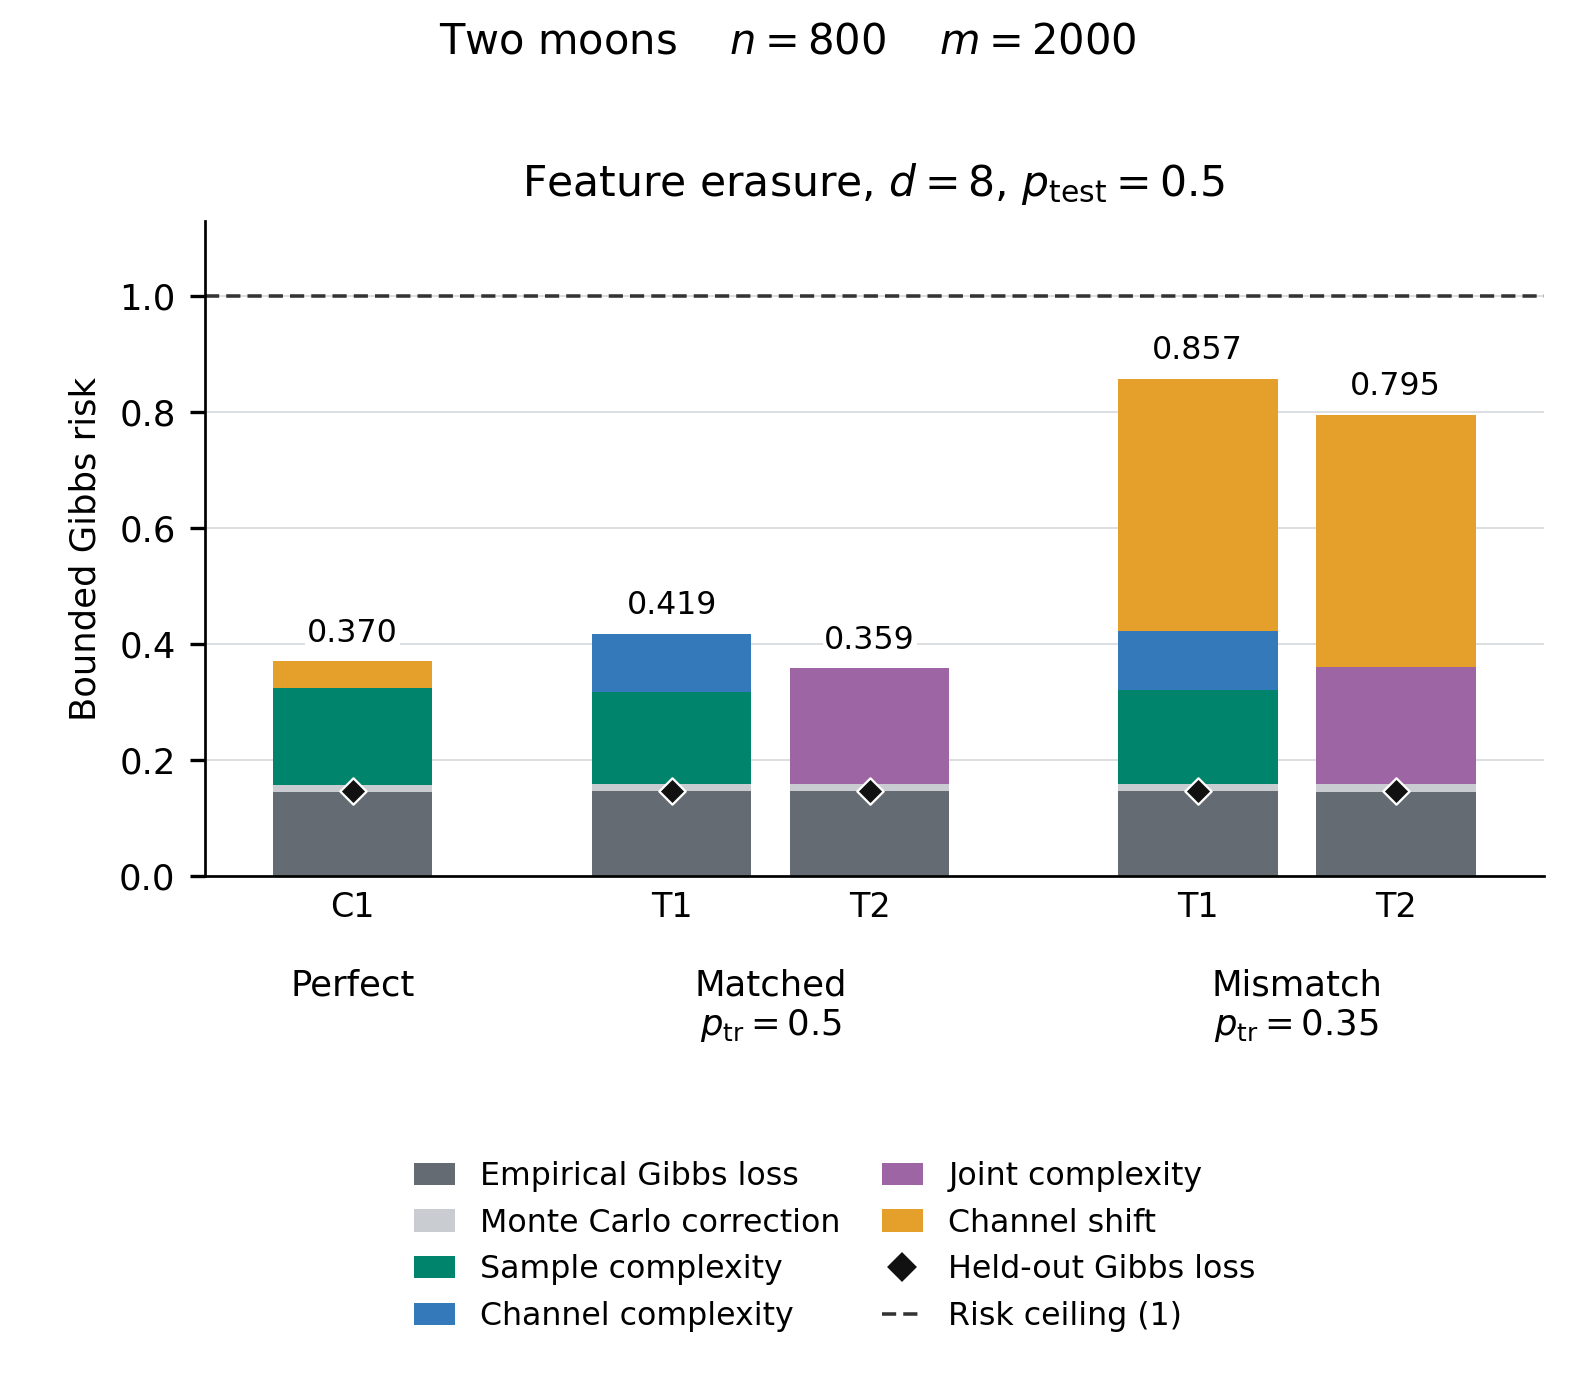 Two moons n = 800 m = 2000
Feature erasure, d = 8, p_test = 0.5
Bounded Gibbs risk
1.0
0.8
0.6
0.4
0.2
0.0
0.370
0.419
0.359
0.857
0.795
C1 T1 T2 T1 T2
Perfect Matched Mismatch
p_tr = 0.5 p_tr = 0.35
Empirical Gibbs loss
Monte Carlo correction
Sample complexity
Channel complexity
Joint complexity
Channel shift
Held-out Gibbs loss
Risk ceiling (1)